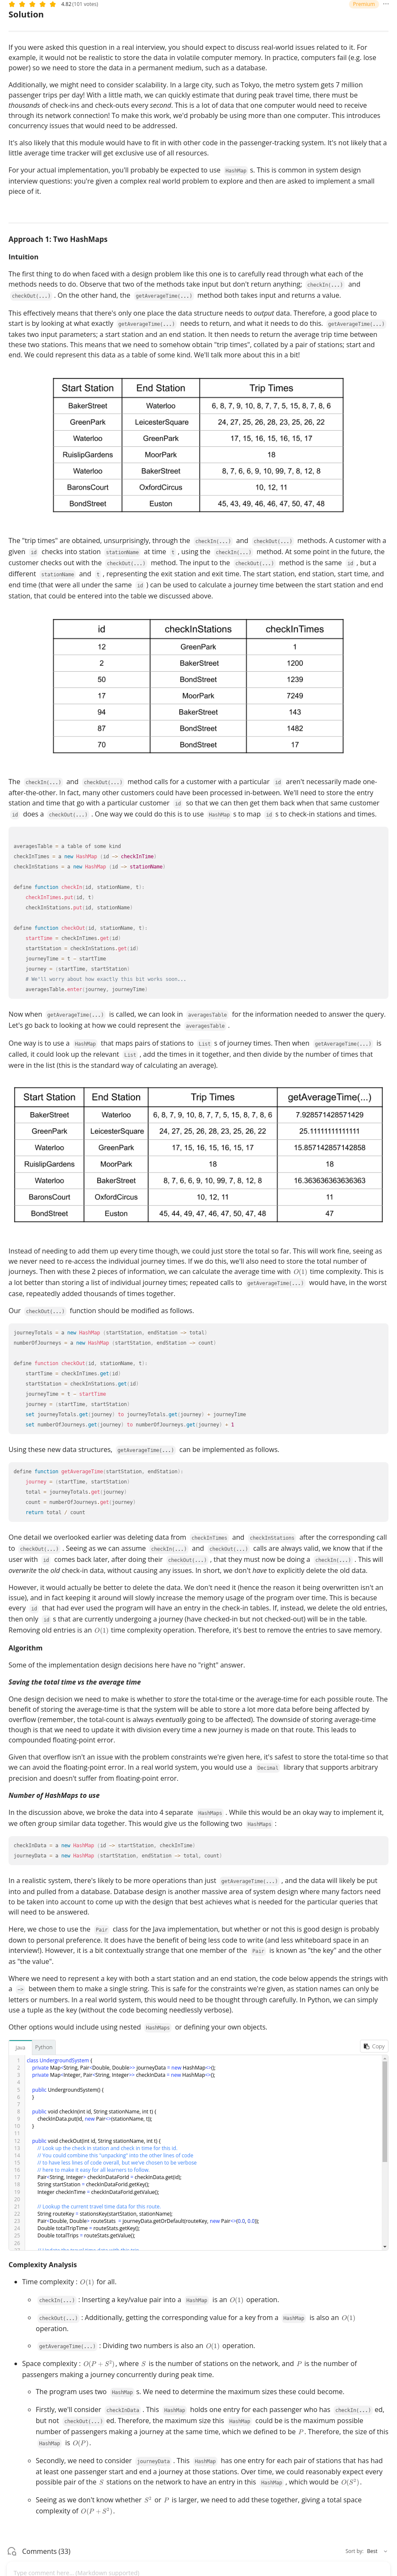 4.82 (101 votes)
Premium
Solution
If you were asked this question in a real interview, you should expect to discuss real-world issues related to it. For
example, it would not be realistic to store the data in volatile computer memory. In practice, computers fail (e.g. lose
power) so we need to store the data in a permanent medium, such as a database.
Additionally, we might need to consider scalability. In a large city, such as Tokyo, the metro system gets 7 million
passenger trips per day! With a little math, we can quickly estimate that during peak travel time, there must be
thousands of check-ins and check-outs every second. This is a lot of data that one computer would need to receive
through its network connection! To make this work, we'd probably be using more than one computer. This introduces
concurrency issues that would need to be addressed.
It's also likely that this module would have to fit in with other code in the passenger-tracking system. It's not likely that a
little average time tracker will get exclusive use of all resources.
For your actual implementation, you'll probably be expected to use HashMap s. This is common in system design
interview questions: you're given a complex real world problem to explore and then are asked to implement a small
piece of it.
Approach 1: Two HashMaps
Intuition
The first thing to do when faced with a design problem like this one is to carefully read through what each of the
methods needs to do. Observe that two of the methods take input but don't return anything; checkIn(...) and
checkOut(...) . On the other hand, the getAverageTime(...) method both takes input and returns a value.
This effectively means that there's only one place the data structure needs to output data. Therefore, a good place to
start is by looking at what exactly getAverageTime(...) needs to return, and what it needs to do this. getAverageTime(...)
takes two input parameters; a start station and an end station. It then needs to return the average trip time between
these two stations. This means that we need to somehow obtain "trip times", collated by a pair of stations; start and
end. We could represent this data as a table of some kind. We'll talk more about this in a bit!
Start Station End Station Trip Times
BakerStreet Waterloo 6, 8, 7, 9, 10, 8, 7, 7, 5, 15, 8, 7, 8, 6
GreenPark LeicesterSquare 24, 27, 25, 26, 28, 23, 25, 22, 26
Waterloo GreenPark 17, 15, 16, 15, 16, 15, 17
RuislipGardens MoorPark 18
Waterloo BakerStreet 8, 7, 6, 6, 9, 10, 99, 7, 8, 12, 8
BaronsCourt OxfordCircus 10, 12, 11
BondStreet Euston 45, 43, 49, 46, 46, 47, 50, 47, 48
The "trip times" are obtained, unsurprisingly, through the checkIn(...) and checkOut(...) methods. A customer with a
given id checks into station stationName at time t , using the checkIn(...) method. At some point in the future, the
customer checks out with the checkOut(...) method. The input to the checkOut(...) method is the same id , but a
different stationName and t , representing the exit station and exit time. The start station, end station, start time, and
end time (that were all under the same id ) can be used to calculate a journey time between the start station and end
station, that could be entered into the table we discussed above.
id checkInStations checkInTimes
12 GreenPark 1
2 BakerStreet 1200
50 BondStreet 1239
17 MoorPark 7249
94 BakerStreet 143
87 BondStreet 1482
70 BondStreet 17
The checkIn(...) and checkOut(...) method calls for a customer with a particular id aren't necessarily made one-
after-the-other. In fact, many other customers could have been pocessed in-between. We'll need to store the entry
station and time that go with a particular customer id so that we can then get them back when that same customer
id does a checkOut(...) . One way we could do this is to use HashMap s to map id s to check-in stations and times.
averagesTable = a table of some kind
checkInTimes = a new HashMap (id -> checkInTime)
checkInStations = a new HashMap (id -> stationName)
define function checkIn(id, stationName, t):
checkInTimes.put(id, t)
checkInStations.put(id, stationName)
define function checkOut(id, stationName, t):
startTime = checkInTimes.get(id)
startStation = checkInStations.get(id)
journeyTime = t - startTime
journey = (startTime, startStation)
# We'll worry about how exactly this bit works soon...
averagesTable.enter(journey, journeyTime)
Now when getAverageTime(...) is called, we can look in averagesTable for the information needed to answer the query.
Let's go back to looking at how we could represent the averagesTable .
One way is to use a HashMap that maps pairs of stations to List s of journey times. Then when getAverageTime(...) is
called, it could look up the relevant List , add the times in it together, and then divide by the number of times that
were in the list (this is the standard way of calculating an average).
Start Station End Station Trip Times getAverageTime(...)
BakerStreet Waterloo 6, 8, 7, 9, 10, 8, 7, 7, 5, 15, 8, 7, 8, 6 7.928571428571429
GreenPark LeicesterSquare 24, 27, 25, 26, 28, 23, 25, 22, 26 25.11111111111111
Waterloo GreenPark 17, 15, 16, 15, 16, 15, 17 15.857142857142858
RuislipGardens MoorPark 18 18
Waterloo BakerStreet 8, 7, 6, 6, 9, 10, 99, 7, 8, 12, 8 16.363636363636363
BaronsCourt OxfordCircus 10, 12, 11 11
BondStreet Euston 45, 44, 49, 47, 46, 47, 50, 47, 48 47
Instead of needing to add together times up every time though, we could just store the total so far. This will work fine, seeing as
we never need to re-access the individual journey times. If we do this, we'll also need to store the total number of
journeys. Then with these 2 pieces of information, we can calculate the average time with O(1) time complexity. This is
a lot better than storing a list of individual journey times; repeated calls to getAverageTime(...) would have, in the worst
case, repeatedly added thousands of times together.
Our checkOut(...) function should be modified as follows.
journeyTotals = a new HashMap (startStation, endStation -> total)
numberOfJourneys = a new HashMap (startStation, endStation -> count)
define function checkOut(id, stationName, t):
startTime = checkInTimes.get(id)
startStation = checkInStations.get(id)
journeyTime = t - startTime
journey = (startTime, startStation)
set journeyTotals.get(journey) to journeyTotals.get(journey) + journeyTime
set numberOfJourneys.get(journey) to numberOfJourneys.get(journey) + 1
Using these new data structures, getAverageTime(...) can be implemented as follows.
define function getAverageTime(startStation, endStation):
journey = (startTime, startStation)
total = journeyTotals.get(journey)
count = numberOfJourneys.get(journey)
return total / count
One detail we overlooked earlier was deleting data from checkInTimes and checkInStations after the corresponding call
to checkOut(...) . Seeing as we can assume checkIn(...) and checkOut(...) calls are always valid, we know that if the
user with id comes back later, after doing their checkOut(...) , that they must now be doing a checkIn(...) . This will
overwrite the old check-in data, without causing any issues. In short, we don't have to explicitly delete the old data.
However, it would actually be better to delete the data. We don't need it (hence the reason it being overwritten isn't an
issue), and in fact keeping it around will slowly increase the memory usage of the program over time. This is because
every id that had ever used the program will have an entry in the check-in tables. If, instead, we delete the old entries,
then only id s that are currently undergoing a journey (have checked-in but not checked-out) will be in the table.
Removing old entries is an O(1) time complexity operation. Therefore, it's best to remove the entries to save memory.
Algorithm
Some of the implementation design decisions here have no "right" answer.
Saving the total time vs the average time
One design decision we need to make is whether to store the total-time or the average-time for each possible route. The
benefit of storing the average-time is that the system will be able to store a lot more data before being affected by
overflow (however, the total-count is always eventually going to be affected). The downside of storing average-time
though is that we need to update it with division every time a new journey is made on that route. This leads to
compounded floating-point error.
Given that overflow isn't an issue with the problem constraints we're given here, it's safest to store the total-time so that
we can avoid the floating-point error. In a real world system, you would use a Decimal library that supports arbitrary
precision and doesn't suffer from floating-point error.
Number of HashMaps to use
In the discussion above, we broke the data into 4 separate HashMaps . While this would be an okay way to implement it,
we often group similar data together. This would give us the following two HashMaps :
checkInData = a new HashMap (id -> startStation, checkInTime)
journeyData = a new HashMap (startStation, endStation -> total, count)
In a realistic system, there's likely to be more operations than just getAverageTime(...) , and the data will likely be put
into and pulled from a database. Database design is another massive area of system design where many factors need
to be taken into account to come up with the design that best achieves what is needed for the particular queries that
will need to be answered.
Here, we chose to use the Pair class for the Java implementation, but whether or not this is good design is probably
down to personal preference. It does have the benefit of being less code to write (and less whiteboard space in an
interview!). However, it is a bit contextually strange that one member of the Pair is known as "the key" and the other
as "the value".
Where we need to represent a key with both a start station and an end station, the code below appends the strings with
a -> between them to make a single string. This is safe for the constraints we're given, as station names can only be
letters or numbers. In a real world system, this would need to be thought through carefully. In Python, we can simply
use a tuple as the key (without the code becoming needlessly verbose).
Other options would include using nested HashMaps or defining your own objects.
Java Python Copy
1 class UndergroundSystem {
2 private Map<String, Pair<Double, Double>> journeyData = new HashMap<>();
3 private Map<Integer, Pair<String, Integer>> checkInData = new HashMap<>();
4
5 public UndergroundSystem() {
6 }
7
8 public void checkIn(int id, String stationName, int t) {
9 checkInData.put(id, new Pair<>(stationName, t));
10 }
11
12 public void checkOut(int id, String stationName, int t) {
13 // Look up the check in station and check in time for this id.
14 // You could combine this "unpacking" into the other lines of code
15 // to have less lines of code overall, but we've chosen to be verbose
16 // here to make it easy for all learners to follow.
17 Pair<String, Integer> checkInDataForId = checkInData.get(id);
18 String startStation = checkInDataForId.getKey();
19 Integer checkInTime = checkInDataForId.getValue();
20
21 // Lookup the current travel time data for this route.
22 String routeKey = stationsKey(startStation, stationName);
23 Pair<Double, Double> routeStats = journeyData.getOrDefault(routeKey, new Pair<>(0.0, 0.0));
24 Double totalTripTime = routeStats.getKey();
25 Double totalTrips = routeStats.getValue();
26
Complexity Analysis
Time complexity : O(1) for all.
checkIn(...) : Inserting a key/value pair into a HashMap is an O(1) operation.
checkOut(...) : Additionally, getting the corresponding value for a key from a HashMap is also an O(1)
operation.
getAverageTime(...) : Dividing two numbers is also an O(1) operation.
Space complexity : O(P + S²), where S is the number of stations on the network, and P is the number of
passengers making a journey concurrently during peak time.
The program uses two HashMap s. We need to determine the maximum sizes these could become.
Firstly, we'll consider checkInData . This HashMap holds one entry for each passenger who has checkIn(...) ed,
but not checkOut(...) ed. Therefore, the maximum size this HashMap could be is the maximum possible
number of passengers making a journey at the same time, which we defined to be P. Therefore, the size of this
HashMap is O(P).
Secondly, we need to consider journeyData . This HashMap has one entry for each pair of stations that has had
at least one passenger start and end a journey at those stations. Over time, we could reasonably expect every
possible pair of the S stations on the network to have an entry in this HashMap , which would be O(S²).
Seeing as we don't know whether S² or P is larger, we need to add these together, giving a total space
complexity of O(P + S²).
Comments (33)
Sort by: Best
Type comment here... (Markdown supported)